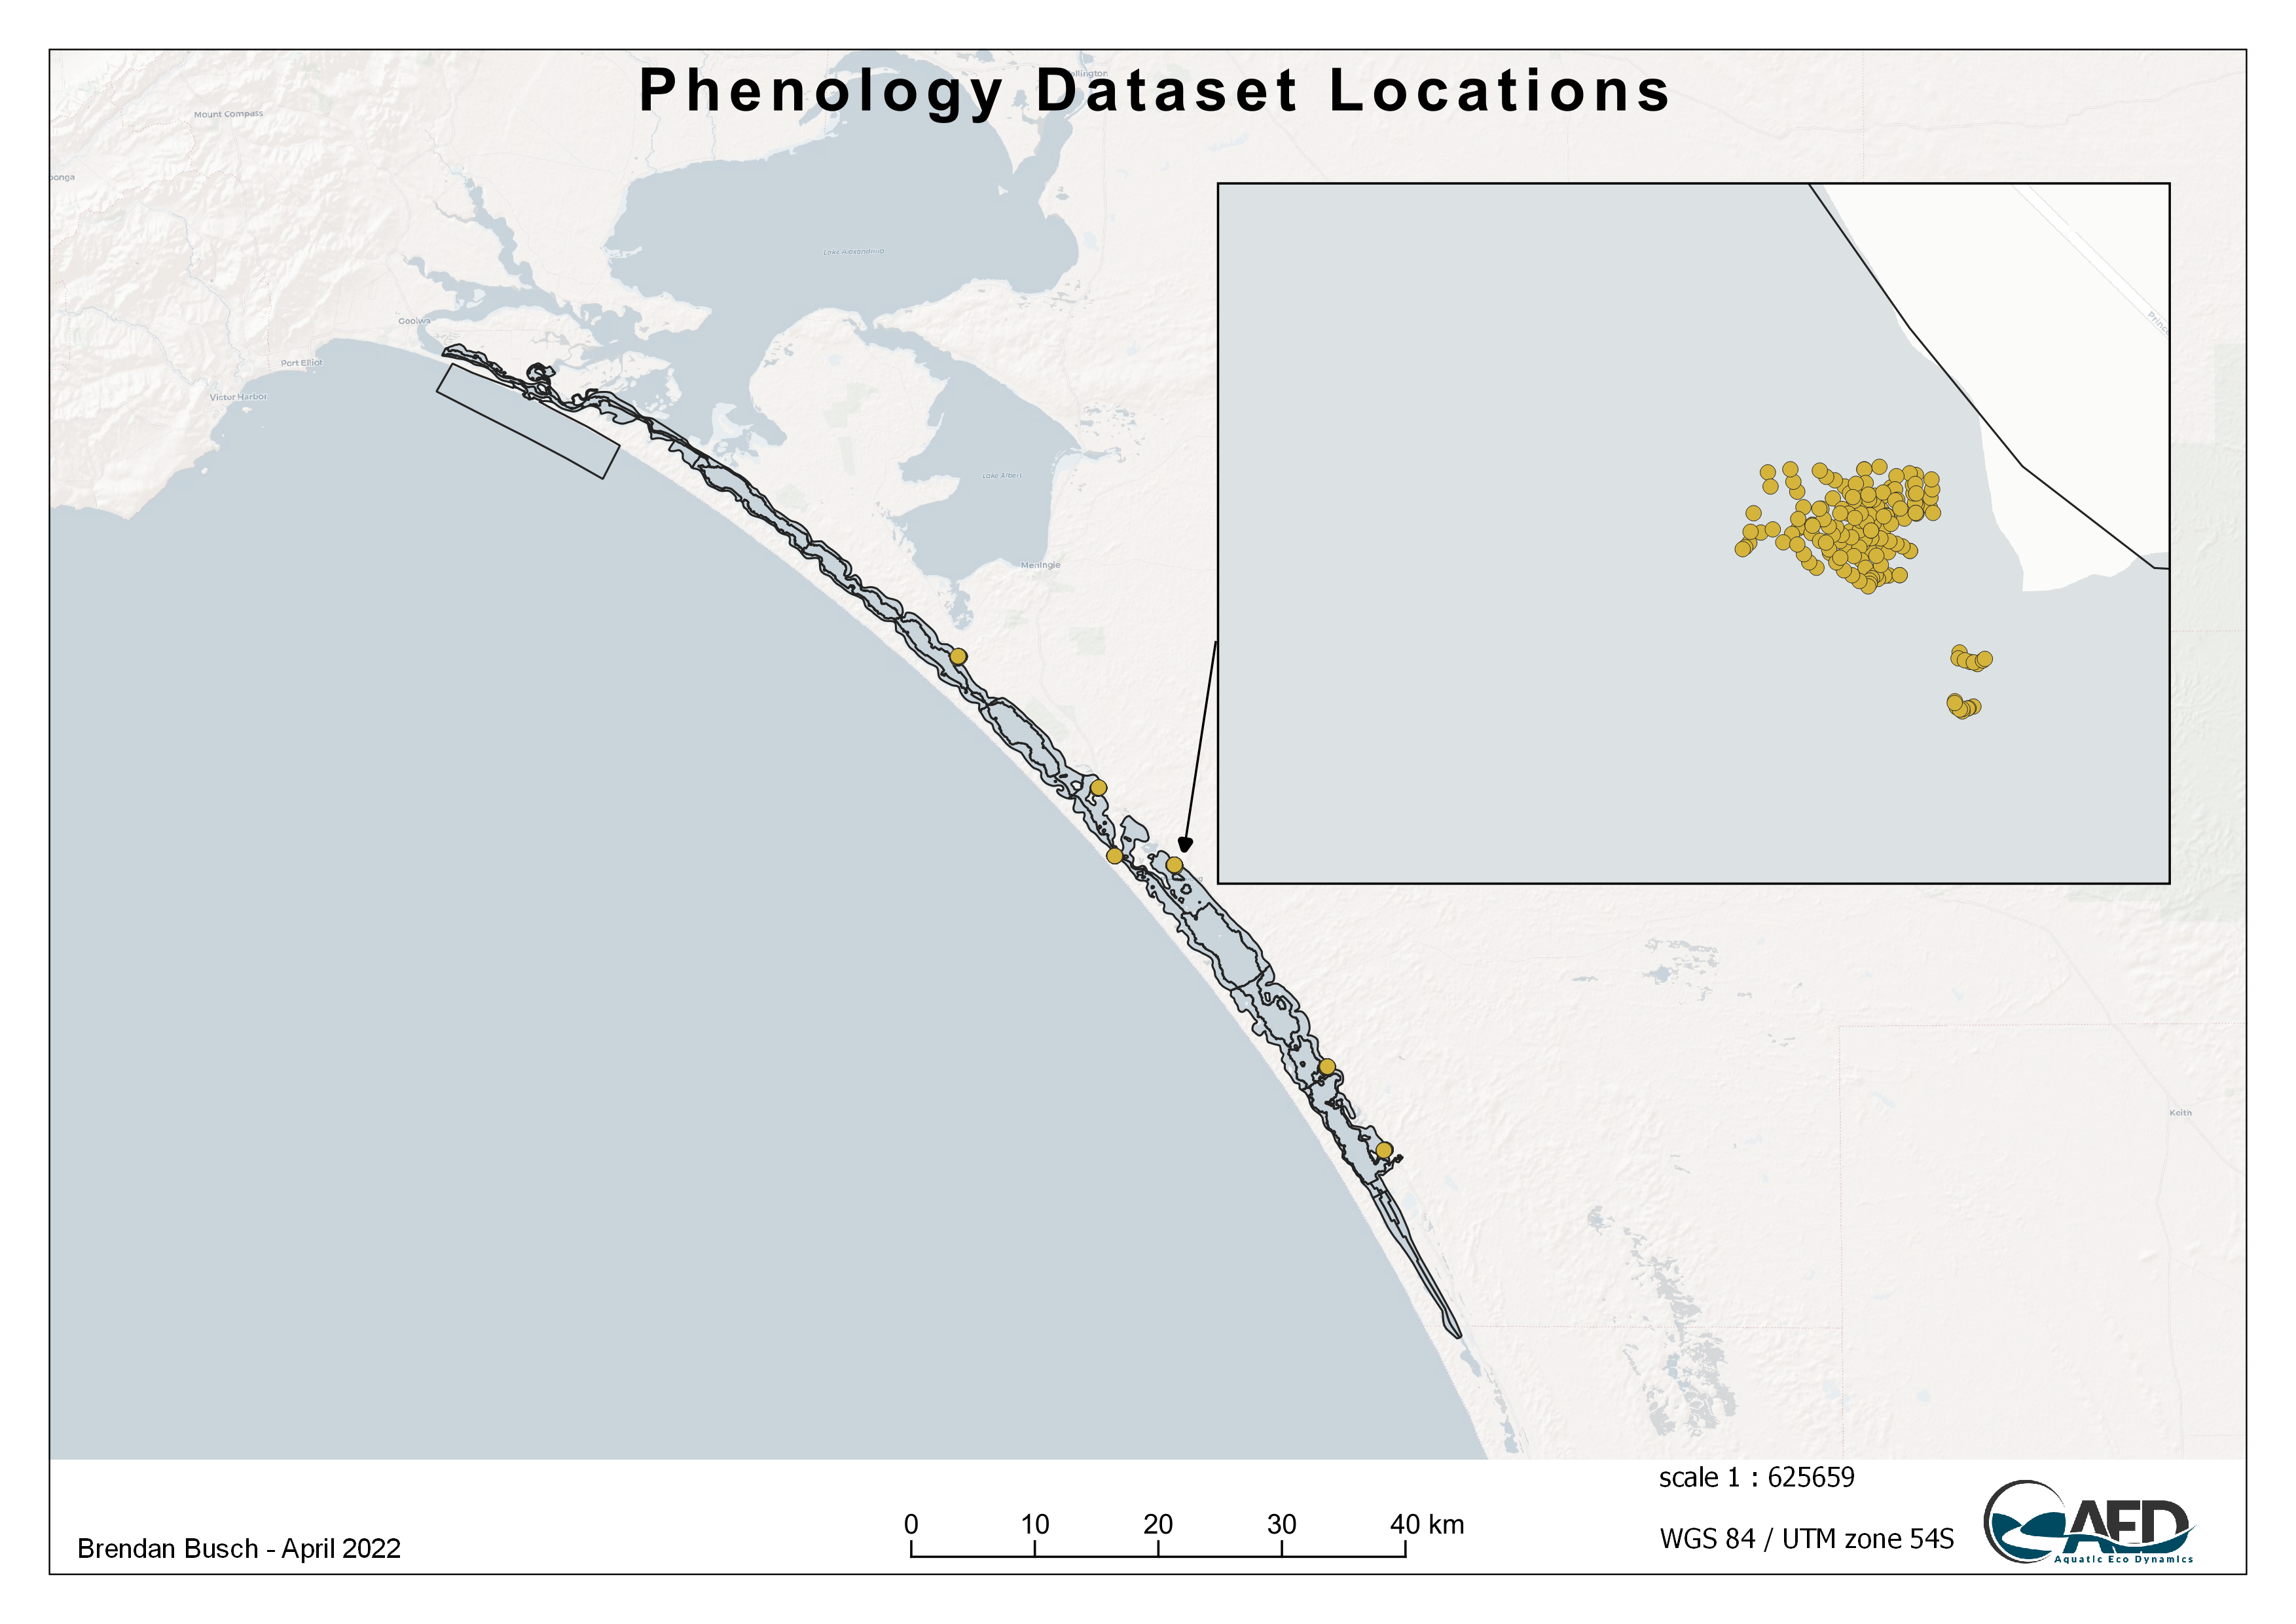 Phenology Dataset Locations
Mount Compass
Lake Alexandrina
Goolwa
Port Elliot
Victor Harbor
Lake Albert
Meningie
Princ
Keith
scale 1 : 625659
0 10 20 30 40 km
Brendan Busch - April 2022
WGS 84 / UTM zone 54S
AED
Aquatic Eco Dynamics